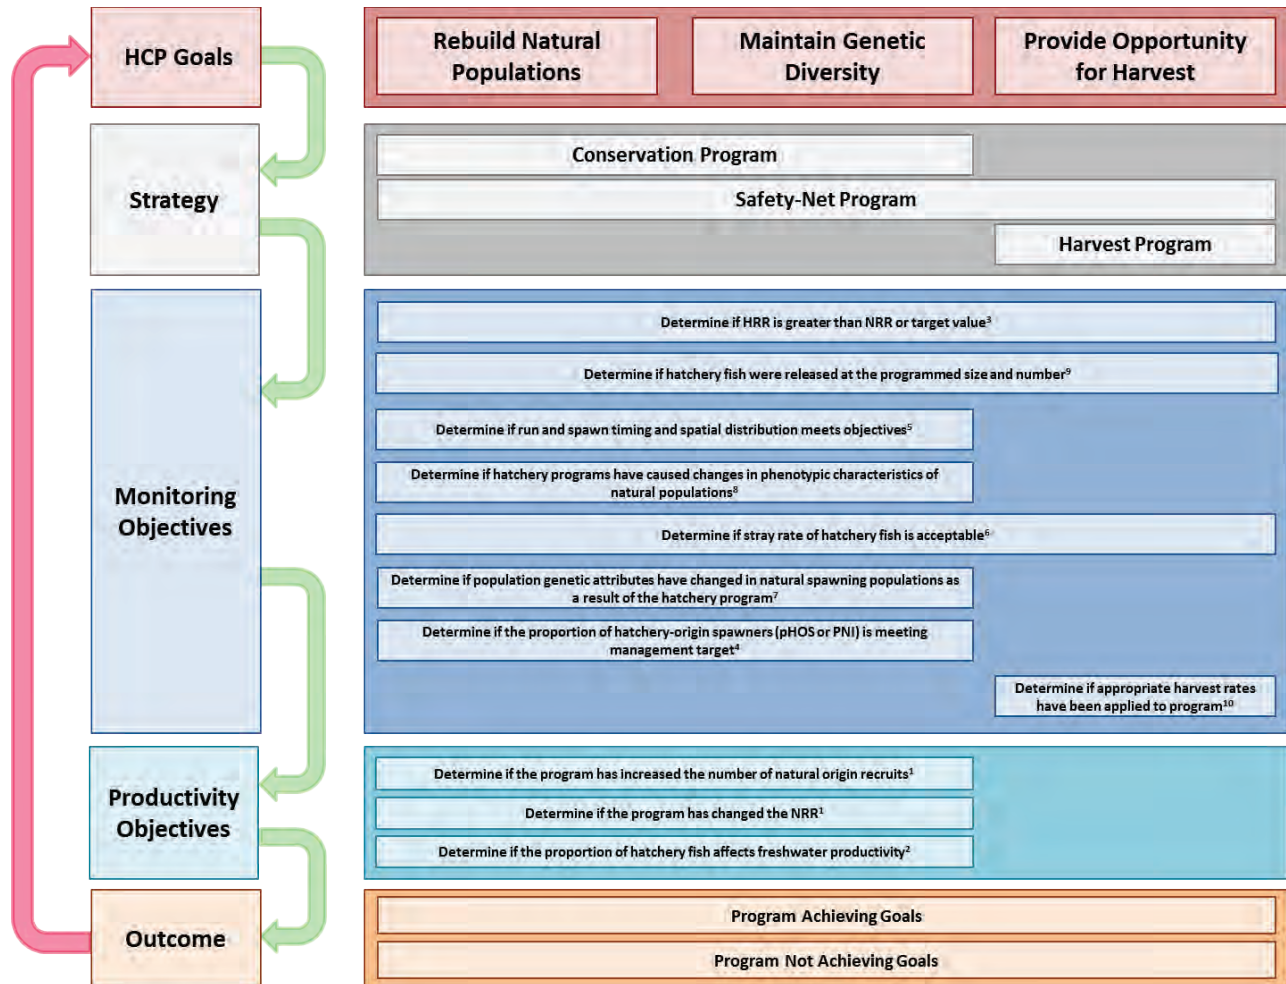 HCP Goals
Rebuild Natural
Populations
Maintain Genetic
Diversity
Provide Opportunity
for Harvest
Strategy
Conservation Program
Safety-Net Program
Harvest Program
Monitoring
Objectives
Determine if HRR is greater than NRR or target value³
Determine if hatchery fish were released at the programmed size and number⁹
Determine if run and spawn timing and spatial distribution meets objectives⁵
Determine if hatchery programs have caused changes in phenotypic characteristics of
natural populations⁸
Determine if stray rate of hatchery fish is acceptable⁶
Determine if population genetic attributes have changed in natural spawning populations as
a result of the hatchery program⁷
Determine if the proportion of hatchery-origin spawners (pHOS or PNI) is meeting
management target⁴
Determine if appropriate harvest rates
have been applied to program¹⁰
Productivity
Objectives
Determine if the program has increased the number of natural origin recruits¹
Determine if the program has changed the NRR¹
Determine if the proportion of hatchery fish affects freshwater productivity²
Outcome
Program Achieving Goals
Program Not Achieving Goals